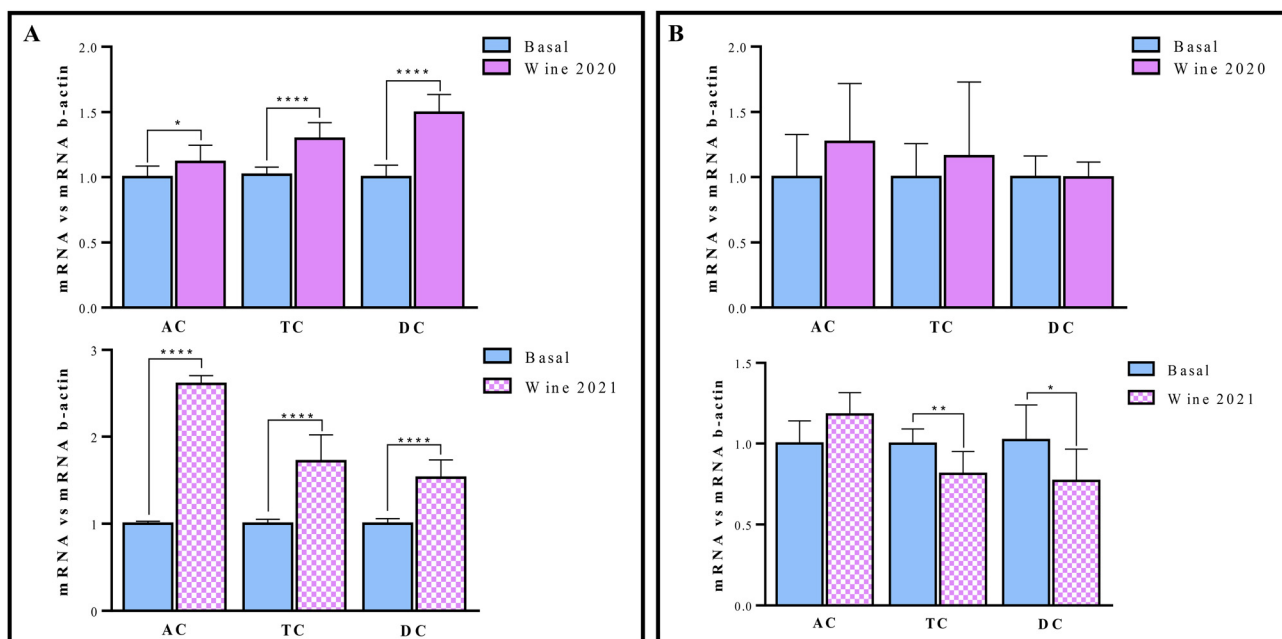 A
mRNA vs mRNA b-actin
2.0
1.5
1.0
0.5
0.0
*
****
****
AC
TC
DC
Basal
Wine 2020
mRNA vs mRNA b-actin
3
2
1
0
****
****
****
AC
TC
DC
Basal
Wine 2021
B
mRNA vs mRNA b-actin
2.0
1.5
1.0
0.5
0.0
AC
TC
DC
Basal
Wine 2020
mRNA vs mRNA b-actin
1.5
1.0
0.5
0.0
**
*
AC
TC
DC
Basal
Wine 2021